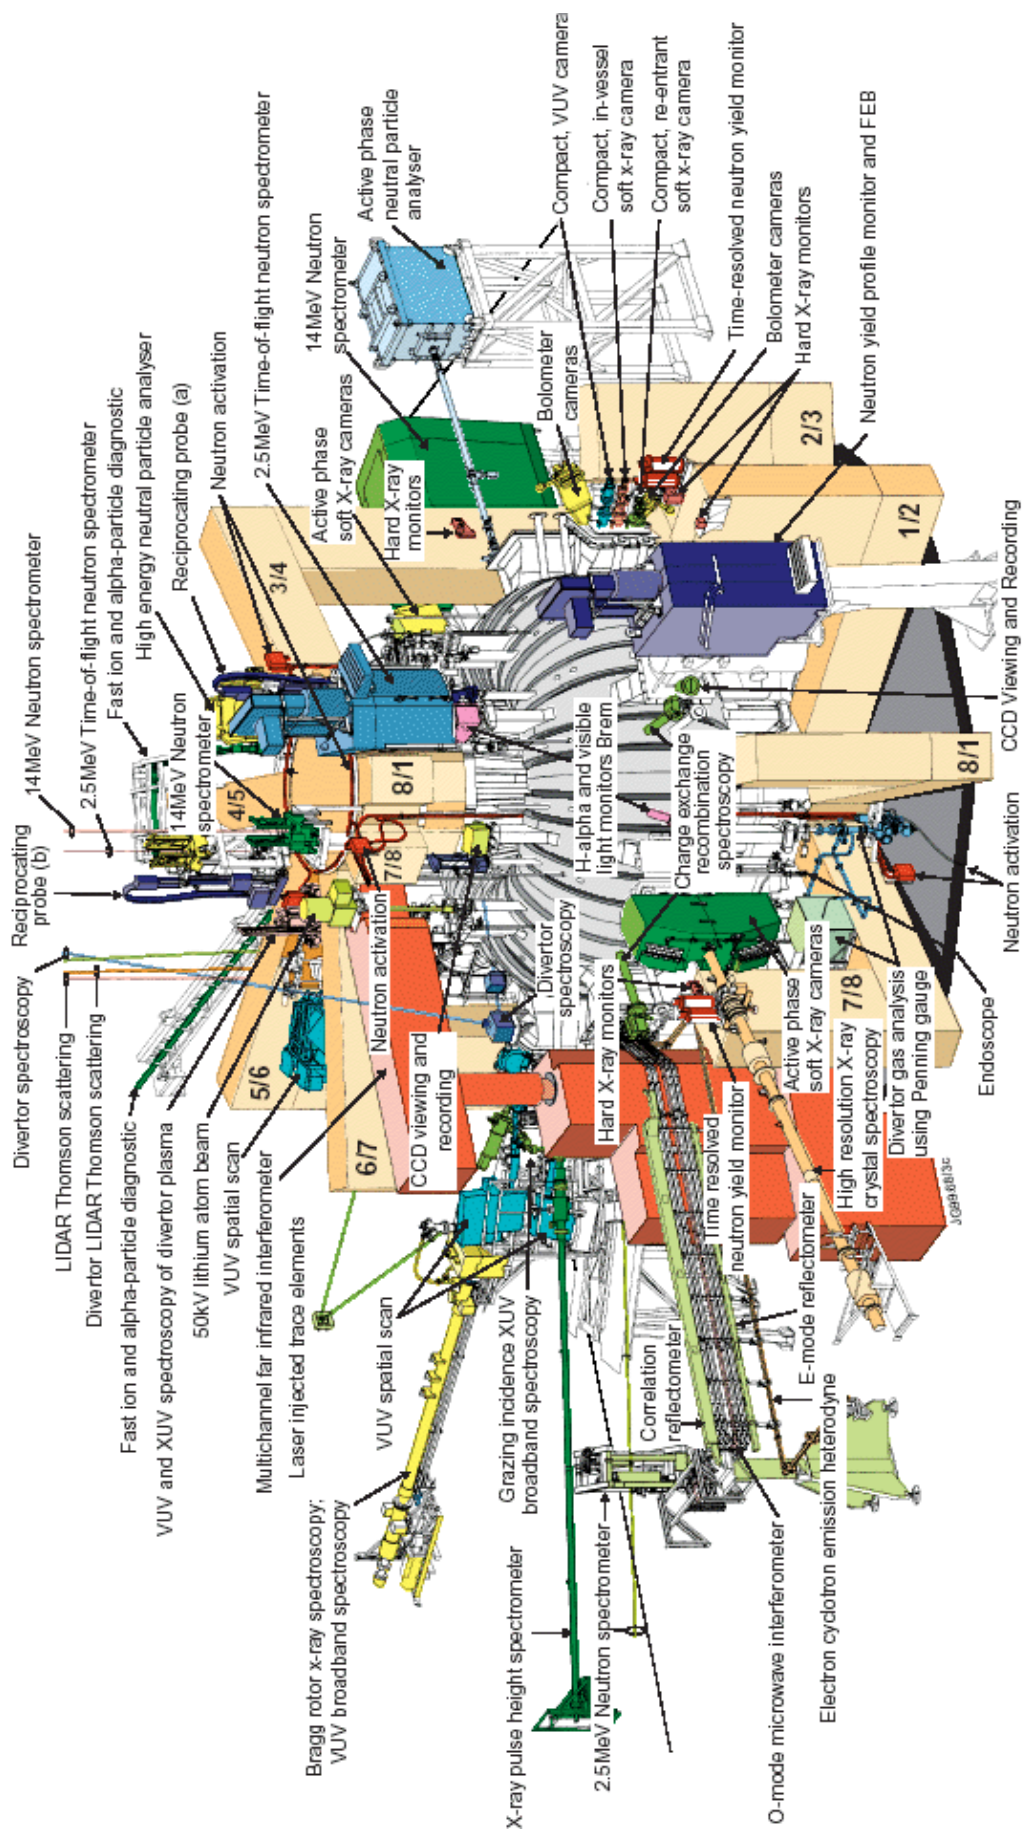 Bragg rotor x-ray spectroscopy;
VUV broadband spectroscopy
Laser injected trace elements
Multichannel far infrared interferometer
VUV spatial scan
50kV lithium atom beam
VUV and XUV spectroscopy of divertor plasma
Fast ion and alpha-particle diagnostic
Divertor LIDAR Thomson scattering
LIDAR Thomson scattering
Divertor spectroscopy
Reciprocating
probe (b)
14MeV Neutron spectrometer
2.5MeV Time-of-flight neutron spectrometer
Fast ion and alpha-particle diagnostic
High energy neutral particle analyser
Reciprocating probe (a)
Neutron activation
2.5MeV Time-of-flight neutron spectrometer
14MeV Neutron
spectrometer
Active phase
neutral particle
analyser
14MeV Neutron
spectrometer
Active phase
soft X-ray cameras
Hard X-ray
monitors
Bolometer
cameras
Compact, VUV camera
Compact, in-vessel
soft x-ray camera
Compact, re-entrant
soft x-ray camera
Time-resolved neutron yield monitor
Bolometer cameras
Hard X-ray monitors
Neutron yield profile monitor and FEB
CCD Viewing and Recording
Neutron activation
Endoscope
Divertor gas analysis
using Penning gauge
Active phase
soft X-ray cameras
High resolution X-ray
crystal spectroscopy
Time resolved
neutron yield monitor
Hard X-ray monitors
Charge exchange
recombination
spectroscopy
H-alpha and visible
light monitors Brem
Divertor
spectroscopy
CCD viewing and
recording
Neutron activation
VUV spatial scan
Grazing incidence XUV
broadband spectroscopy
X-ray pulse height spectrometer
2.5MeV Neutron spectrometer
Correlation
reflectometer
O-mode microwave interferometer
Electron cyclotron emission heterodyne
E-mode reflectometer
6/7
5/6
7/8
4/5
8/1
3/4
2/3
1/2
8/1
7/8
JG99.68/3c